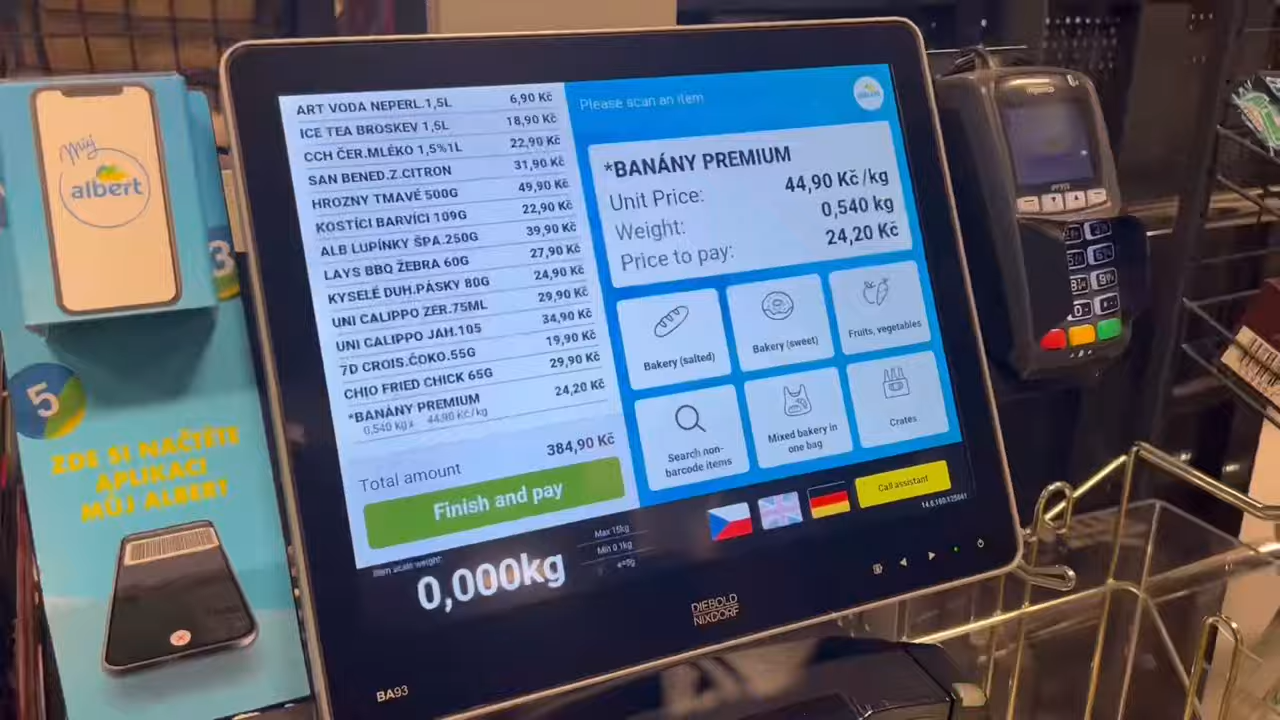 ART VODA NEPERL.1,5L 6,90 Kč
ICE TEA BROSKEV 1,5L 18,90 Kč
CCH ČER.MLÉKO 1,5%1L 22,90 Kč
SAN BENED.Z.CITRON 31,90 Kč
HROZNY TMAVÉ 500G 49,90 Kč
KOSTÍCI BARVÍCI 109G 22,90 Kč
ALB LUPÍNKY ŠPA.250G 39,90 Kč
LAYS BBQ ŽEBRA 60G 27,90 Kč
KYSELÉ DUH.PÁSKY 80G 24,90 Kč
UNI CALIPPO ZER.75ML 29,90 Kč
UNI CALIPPO JAH.105 34,90 Kč
7D CROIS.ČOKO.55G 19,90 Kč
CHIO FRIED CHICK 65G 29,90 Kč
*BANÁNY PREMIUM 24,20 Kč
0,540 kg x 44,90 Kč/kg
Total amount 384,90 Kč
Finish and pay
Please scan an item
*BANÁNY PREMIUM
Unit Price: 44,90 Kč/kg
Weight: 0,540 kg
Price to pay: 24,20 Kč
Bakery (salted)
Bakery (sweet)
Fruits, vegetables
Search non-barcode items
Mixed bakery in one bag
Crates
Call assistant
Item scale weight:
0,000kg
Max 15kg
Min 0.1kg
e=5g
DIEBOLD
NIXDORF
BA93
Můj
albert
3
5
ZDE SI NAČTĚTE
APLIKACI
MŮJ ALBERT